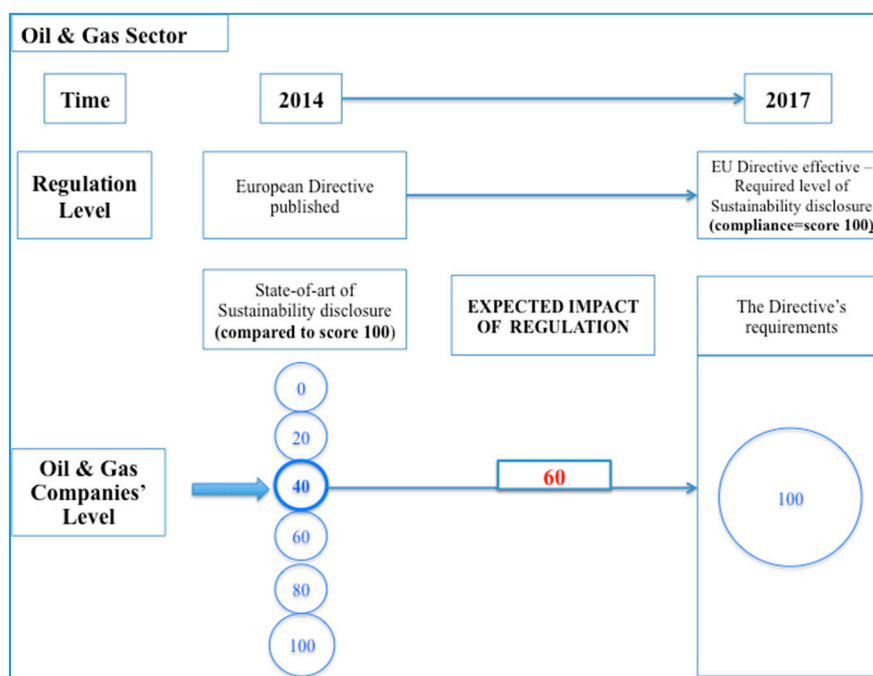 Oil & Gas Sector
Time
2014
2017
Regulation
Level
European Directive
published
EU Directive effective –
Required level of
Sustainability disclosure
(compliance=score 100)
State-of-art of
Sustainability disclosure
(compared to score 100)
EXPECTED IMPACT
OF REGULATION
The Directive's
requirements
0
20
Oil & Gas
Companies'
Level
40
60
60
80
100
100